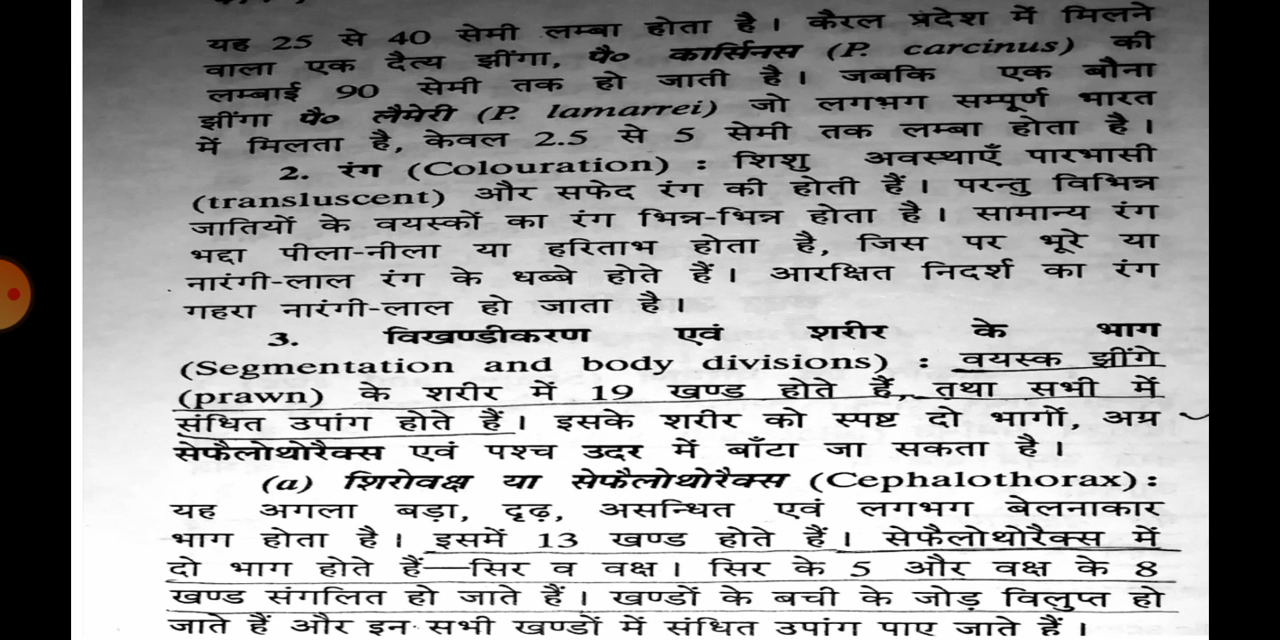 यह 25 से 40 सेमी लम्बा होता है। कैरल प्रदेश में मिलने
वाला एक दैत्य झींगा, पै० कार्सिनस (P. carcinus) की
लम्बाई 90 सेमी तक हो जाती है। जबकि एक बौना
झींगा पै० लैमेरी (P. lamarrei) जो लगभग सम्पूर्ण भारत
में मिलता है, केवल 2.5 से 5 सेमी तक लम्बा होता है।
2. रंग (Colouration) : शिशु अवस्थाएँ पारभासी
(transluscent) और सफेद रंग की होती हैं। परन्तु विभिन्न
जातियों के वयस्कों का रंग भिन्न-भिन्न होता है। सामान्य रंग
भद्दा पीला-नीला या हरिताभ होता है, जिस पर भूरे या
नारंगी-लाल रंग के धब्बे होते हैं। आरक्षित निदर्श का रंग
गहरा नारंगी-लाल हो जाता है।
3. विखण्डीकरण एवं शरीर के भाग
(Segmentation and body divisions) : वयस्क झींगे
(prawn) के शरीर में 19 खण्ड होते हैं, तथा सभी में
संधित उपांग होते हैं। इसके शरीर को स्पष्ट दो भागों, अग्र
सेफैलोथोरैक्स एवं पश्च उदर में बाँटा जा सकता है।
(a) शिरोवक्ष या सेफैलोथोरैक्स (Cephalothorax) :
यह अगला बड़ा, दृढ़, असन्धित एवं लगभग बेलनाकार
भाग होता है। इसमें 13 खण्ड होते हैं। सेफैलोथोरैक्स में
दो भाग होते हैं—सिर व वक्ष। सिर के 5 और वक्ष के 8
खण्ड संगलित हो जाते हैं। खण्डों के बची के जोड़ विलुप्त हो
जाते हैं और इन सभी खण्डों में संधित उपांग पाए जाते हैं।